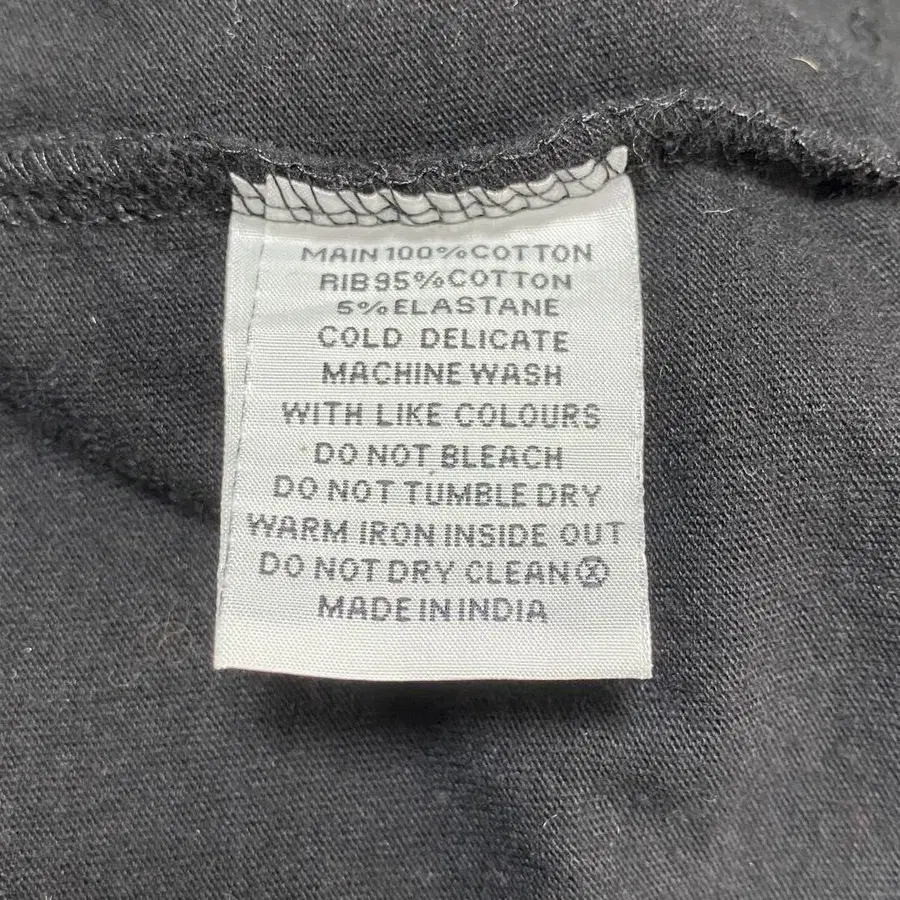 MAIN 100% COTTON
RIB 95% COTTON
5% ELASTANE
COLD DELICATE
MACHINE WASH
WITH LIKE COLOURS
DO NOT BLEACH
DO NOT TUMBLE DRY
WARM IRON INSIDE OUT
DO NOT DRY CLEAN Ⓧ
MADE IN INDIA